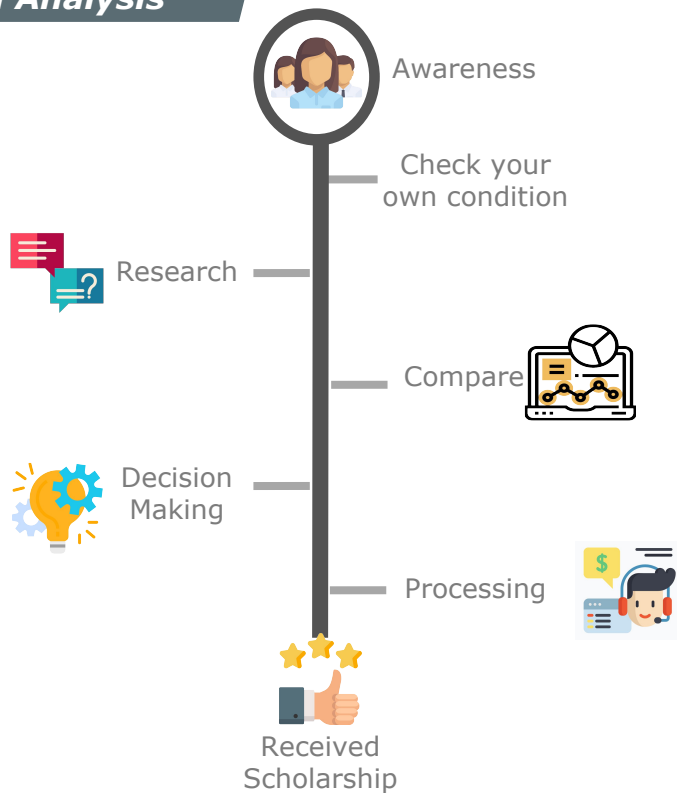 Analysis
Awareness
Check your
own condition
Research
?
Compare
Decision
Making
$
Processing
Received
Scholarship